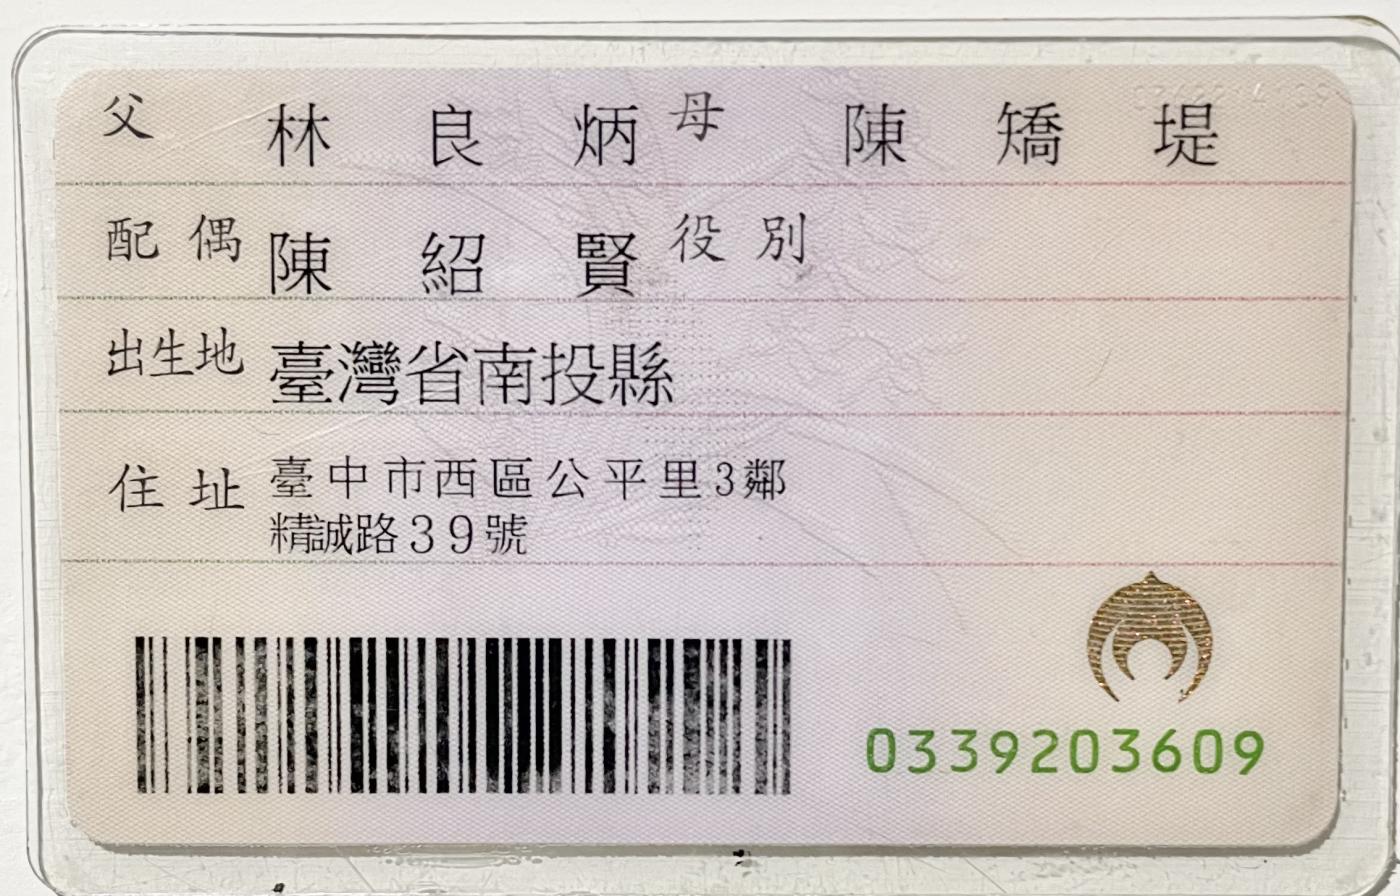 父 林良炳 母 陳矯堤
配偶 陳紹賢 役別
出生地 臺灣省南投縣
住址 臺中市西區公平里3鄰
精誠路39號
0339203609